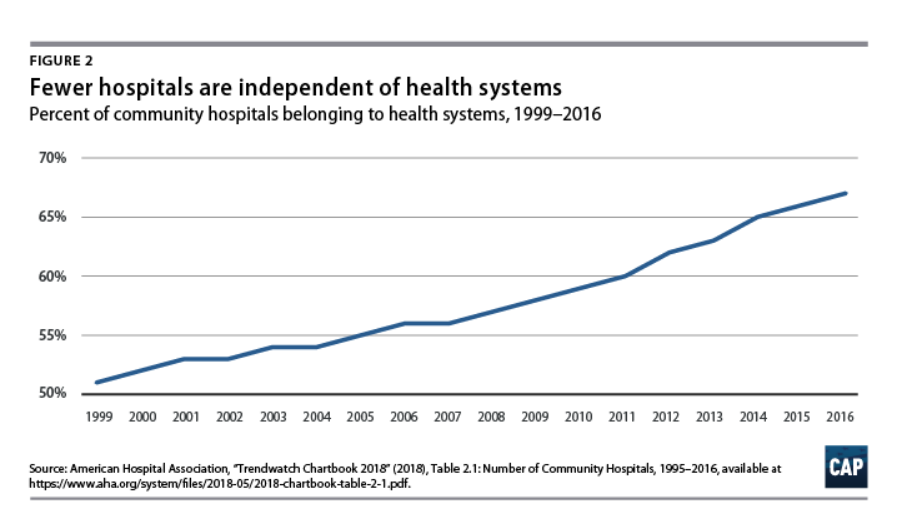 FIGURE 2
Fewer hospitals are independent of health systems
Percent of community hospitals belonging to health systems, 1999–2016
70%
65%
60%
55%
50%
1999 2000 2001 2002 2003 2004 2005 2006 2007 2008 2009 2010 2011 2012 2013 2014 2015 2016
Source: American Hospital Association, "Trendwatch Chartbook 2018" (2018), Table 2.1: Number of Community Hospitals, 1995–2016, available at
https://www.aha.org/system/files/2018-05/2018-chartbook-table-2-1.pdf.
CAP